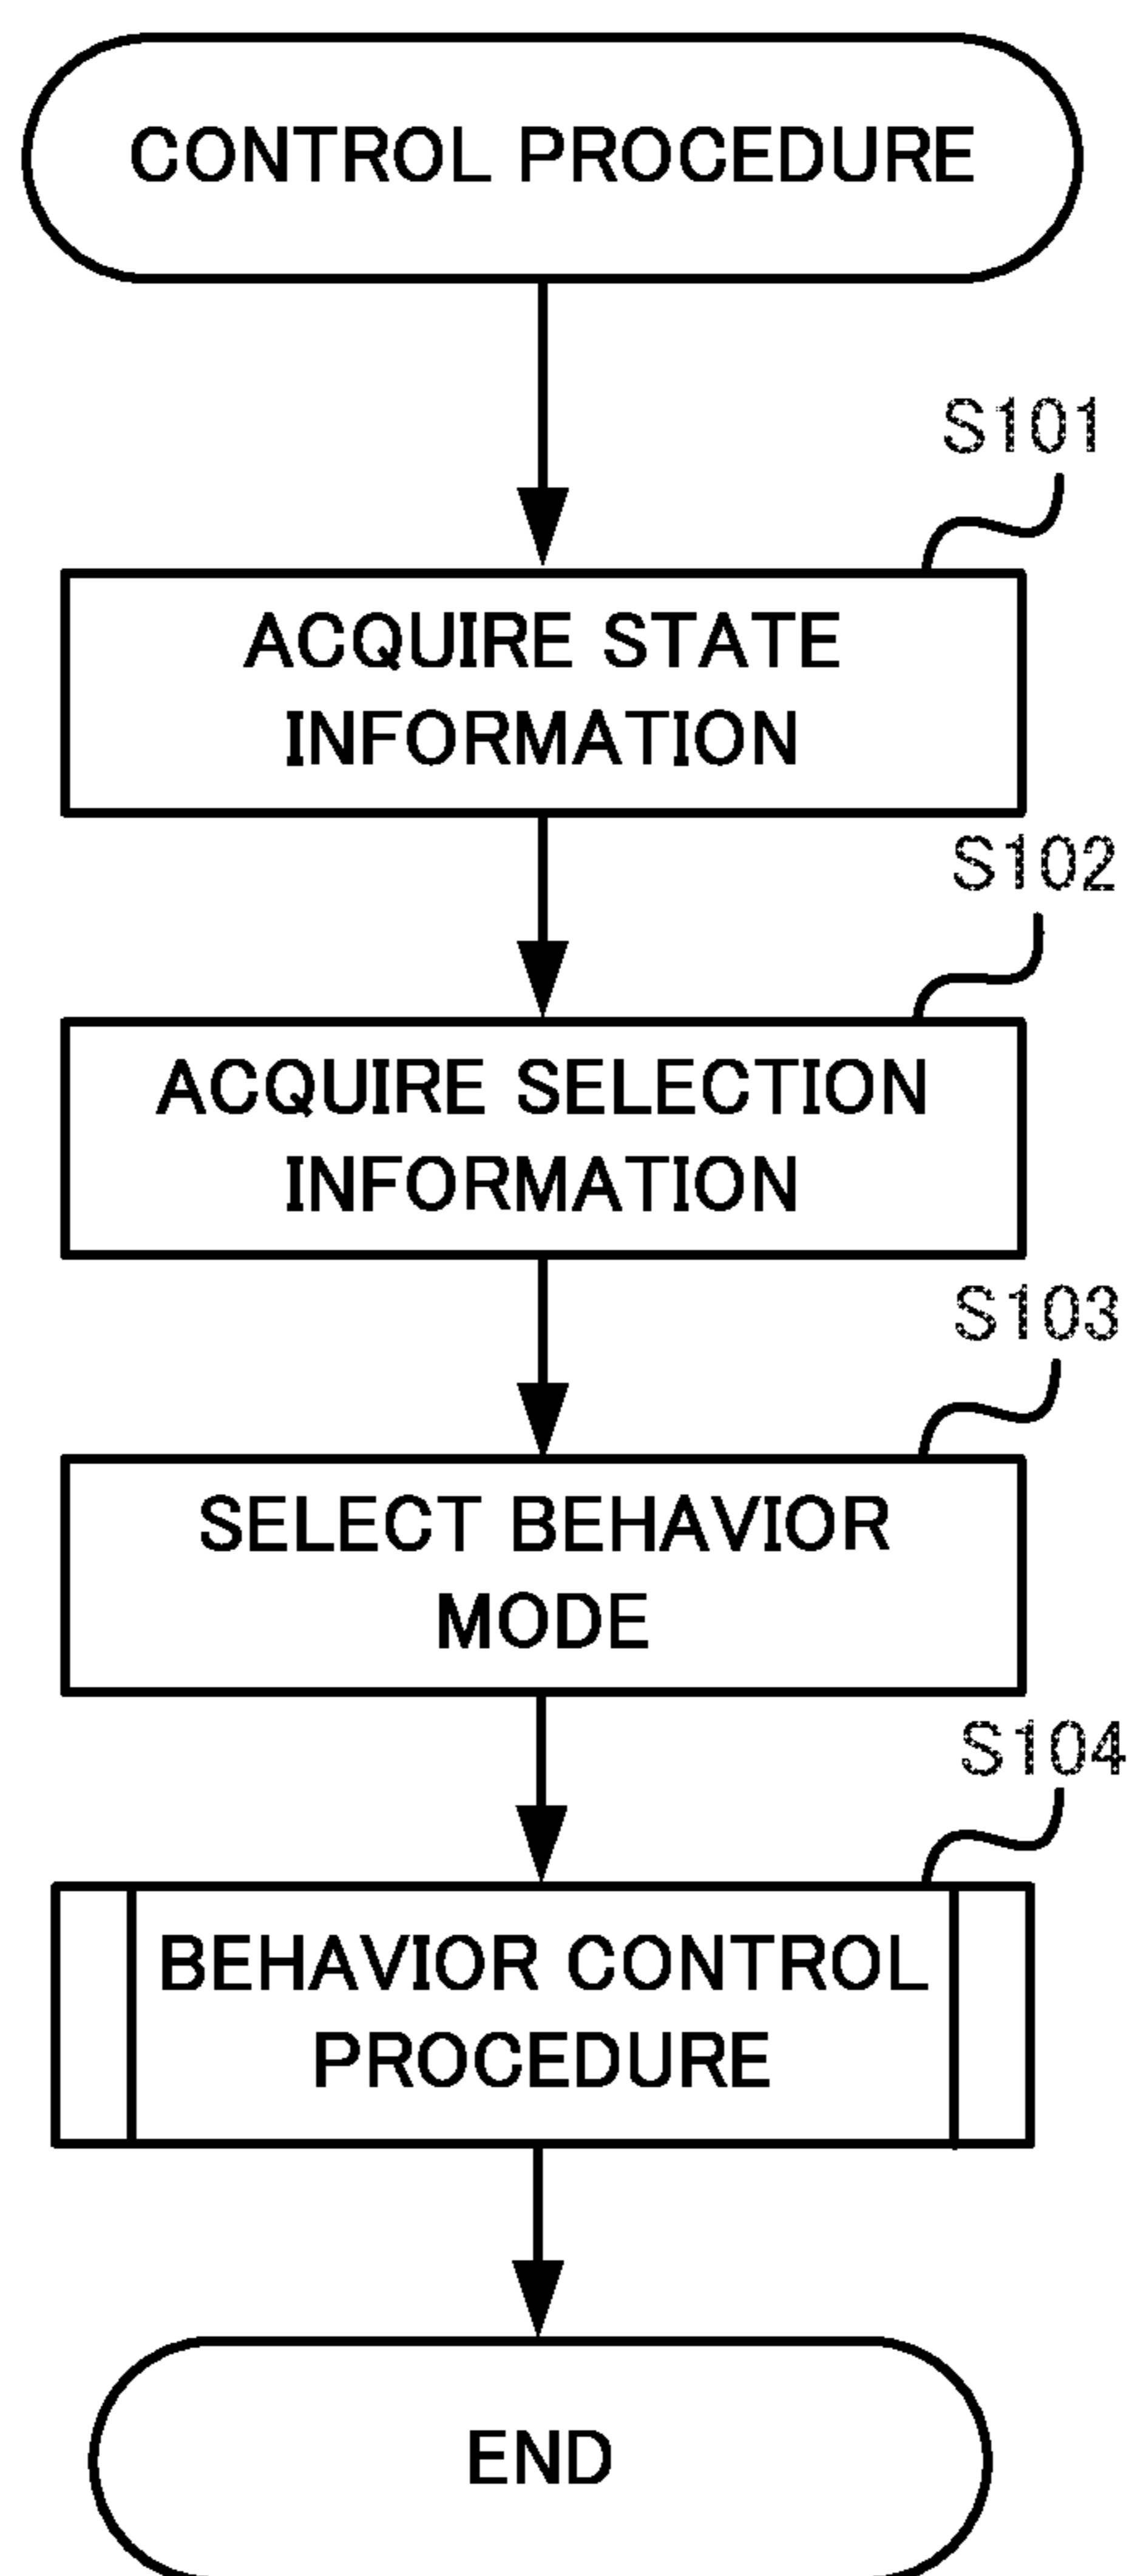 CONTROL PROCEDURE
S101
ACQUIRE STATE
INFORMATION
S102
ACQUIRE SELECTION
INFORMATION
S103
SELECT BEHAVIOR
MODE
S104
BEHAVIOR CONTROL
PROCEDURE
END